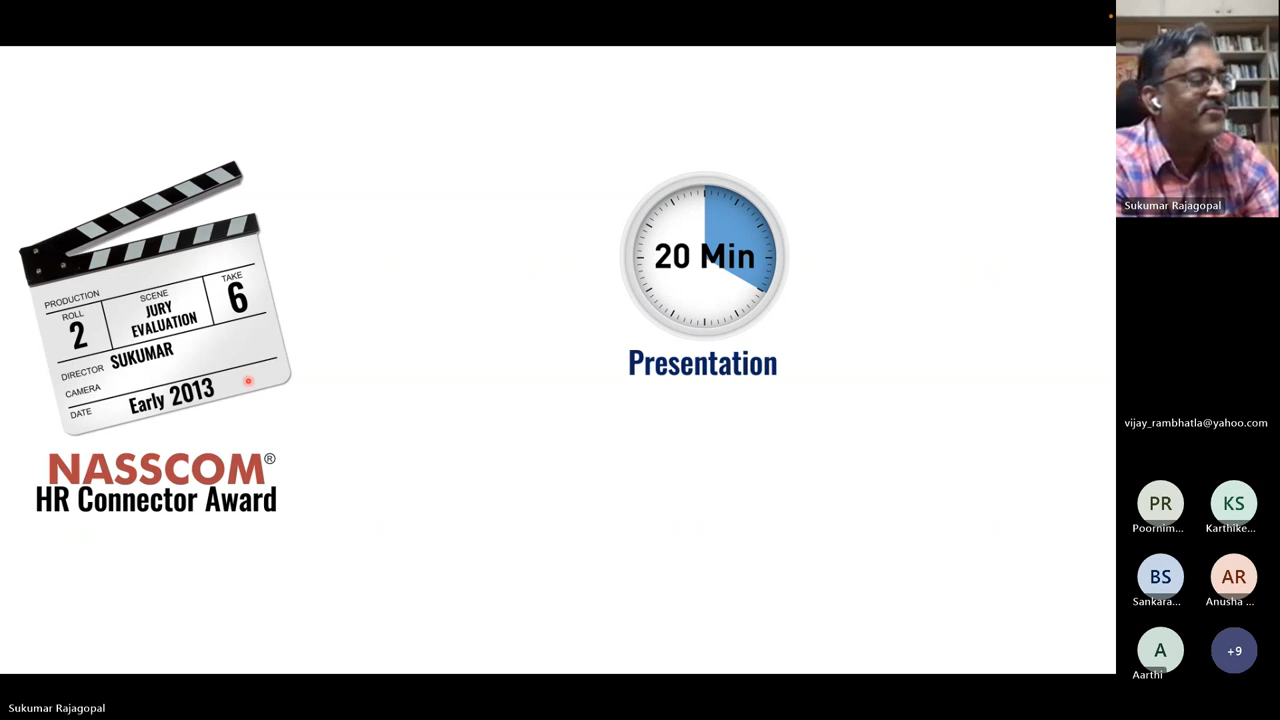 PRODUCTION
ROLL
2
SCENE
JURY
EVALUATION
TAKE
6
DIRECTOR SUKUMAR
CAMERA
DATE Early 2013
NASSCOM®
HR Connector Award
20 Min
Presentation
Sukumar Rajagopal
vijay_rambhatla@yahoo.com
PR
Poornim...
KS
Karthike...
BS
Sankara...
AR
Anusha ...
A
Aarthi
+9
Sukumar Rajagopal